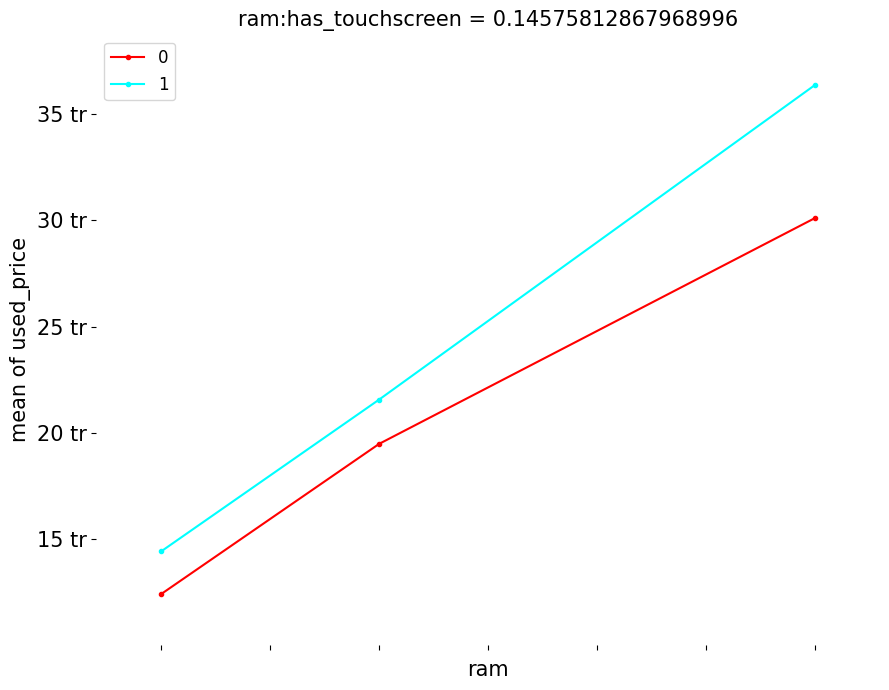 ram:has_touchscreen = 0.14575812867968996
0
1
35 tr
30 tr
25 tr
20 tr
15 tr
mean of used_price
ram